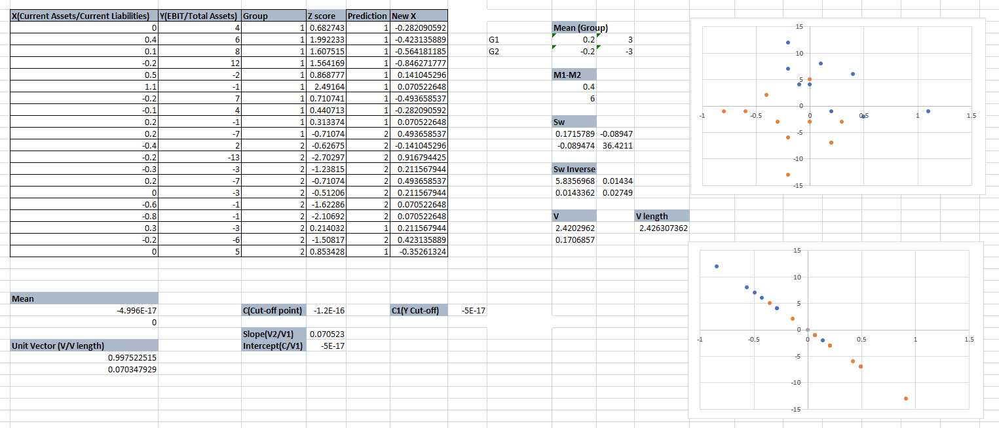 X(Current Assets/Current Liabilities) Y(EBIT/Total Assets) Group Z score Prediction New X
0 4 1 0.682743 1 -0.282090592 Mean (Group)
0.4 6 1 1.992233 1 -0.423135889 G1 0.2 3
0.1 8 1 1.607515 1 -0.564181185 G2 -0.2 -3
-0.2 12 1 1.564169 1 -0.846271777
0.5 -2 1 0.868777 1 0.141045296 M1-M2
1.1 -1 1 2.49164 1 0.070522648 0.4
-0.2 7 1 0.710741 1 -0.493658537 6
-0.1 4 1 0.440713 1 -0.282090592
0.2 -1 1 0.313374 1 0.070522648 Sw
0.2 -7 1 -0.71074 2 0.493658537 0.1715789 -0.08947
-0.4 2 2 -0.62675 2 -0.141045296 -0.089474 36.4211
-0.2 -13 2 -2.70297 2 0.916794425
-0.3 -3 2 -1.23815 2 0.211567944 Sw Inverse
0.2 -7 2 -0.71074 2 0.493658537 5.8356968 0.01434
0 -3 2 -0.51206 2 0.211567944 0.0143362 0.02749
-0.6 -1 2 -1.62286 2 0.070522648
-0.8 -1 2 -2.10692 2 0.070522648 V V length
0.3 -3 2 0.214032 1 0.211567944 2.4202962 2.426307362
-0.2 -6 2 -1.50817 2 0.423135889 0.1706857
0 5 2 0.853428 1 -0.35261324
Mean
-4.996E-17 C(Cut-off point) -1.2E-16 C1(Y Cut-off) -5E-17
0
Slope(V2/V1) 0.070523
Unit Vector (V/V length) Intercept(C/V1) -5E-17
0.997522515
0.070347929
15
10
5
0
-1 -0.5 0 0.5 1 1.5
-5
-10
-15
15
10
5
0
-1 -0.5 0 0.5 1 1.5
-5
-10
-15